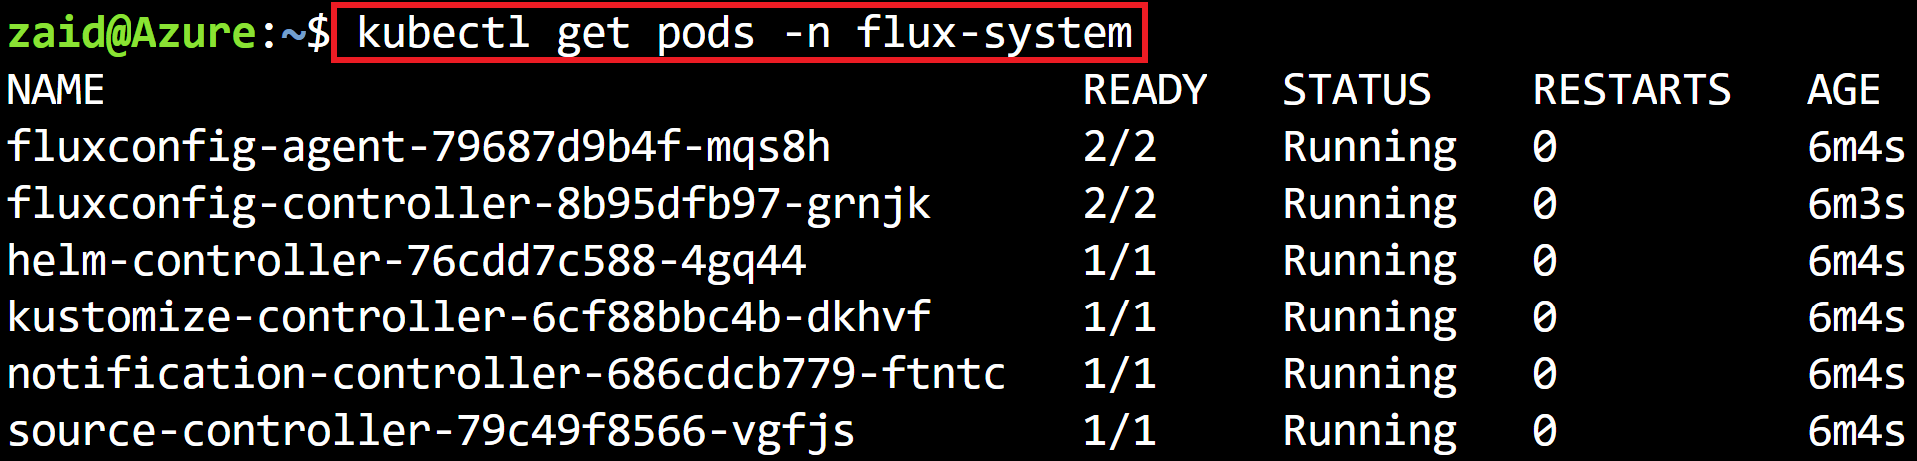 zaid@Azure:~$ kubectl get pods -n flux-system
NAME READY STATUS RESTARTS AGE
fluxconfig-agent-79687d9b4f-mqs8h 2/2 Running 0 6m4s
fluxconfig-controller-8b95dfb97-grnjk 2/2 Running 0 6m3s
helm-controller-76cdd7c588-4gq44 1/1 Running 0 6m4s
kustomize-controller-6cf88bbc4b-dkhvf 1/1 Running 0 6m4s
notification-controller-686cdcb779-ftntc 1/1 Running 0 6m4s
source-controller-79c49f8566-vgfjs 1/1 Running 0 6m4s